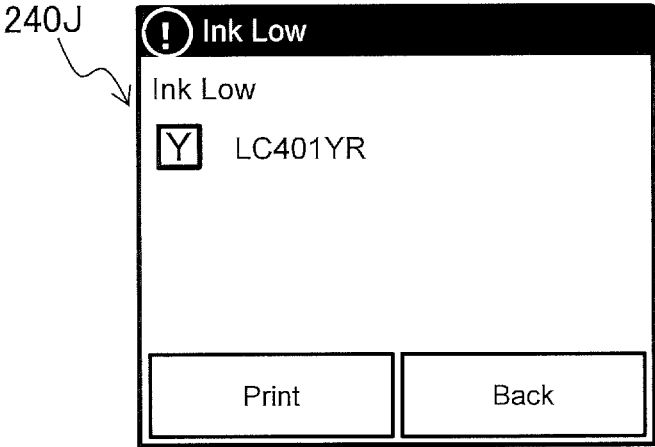 240J
! Ink Low
Ink Low
Y LC401YR
Print Back